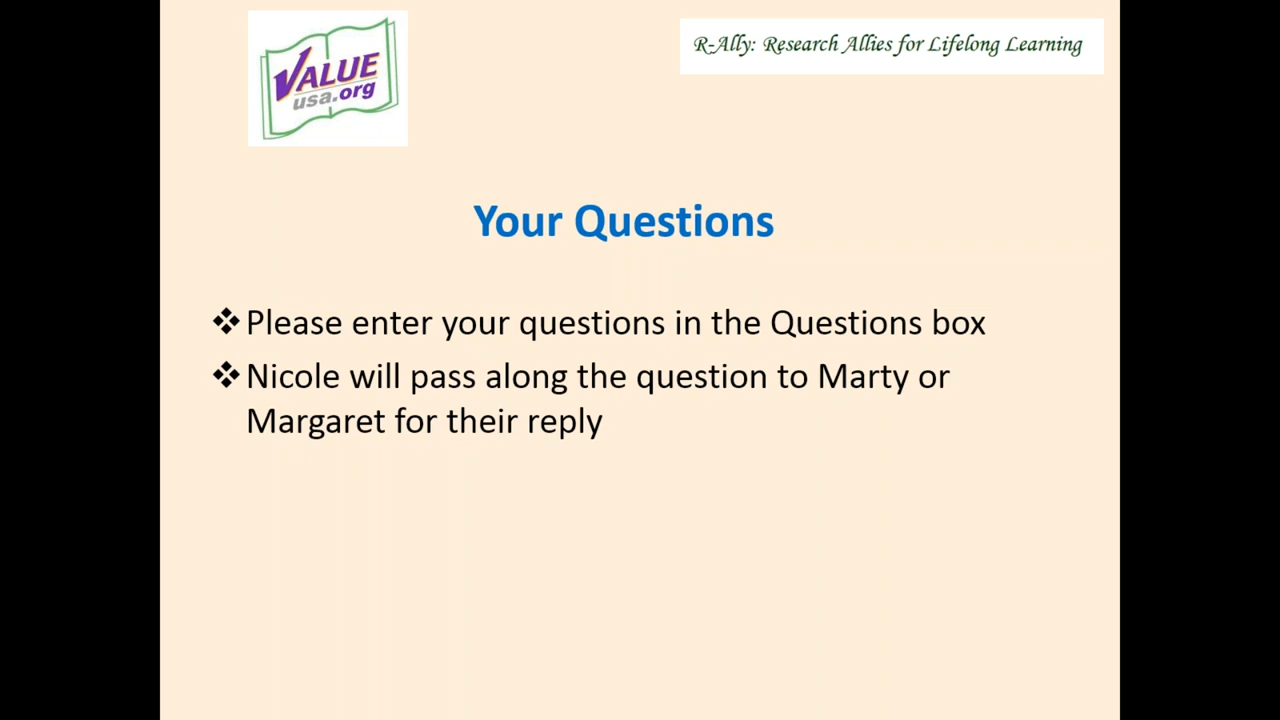 VALUE
usa.org
R-Ally: Research Allies for Lifelong Learning
Your Questions
❖Please enter your questions in the Questions box
❖Nicole will pass along the question to Marty or
Margaret for their reply